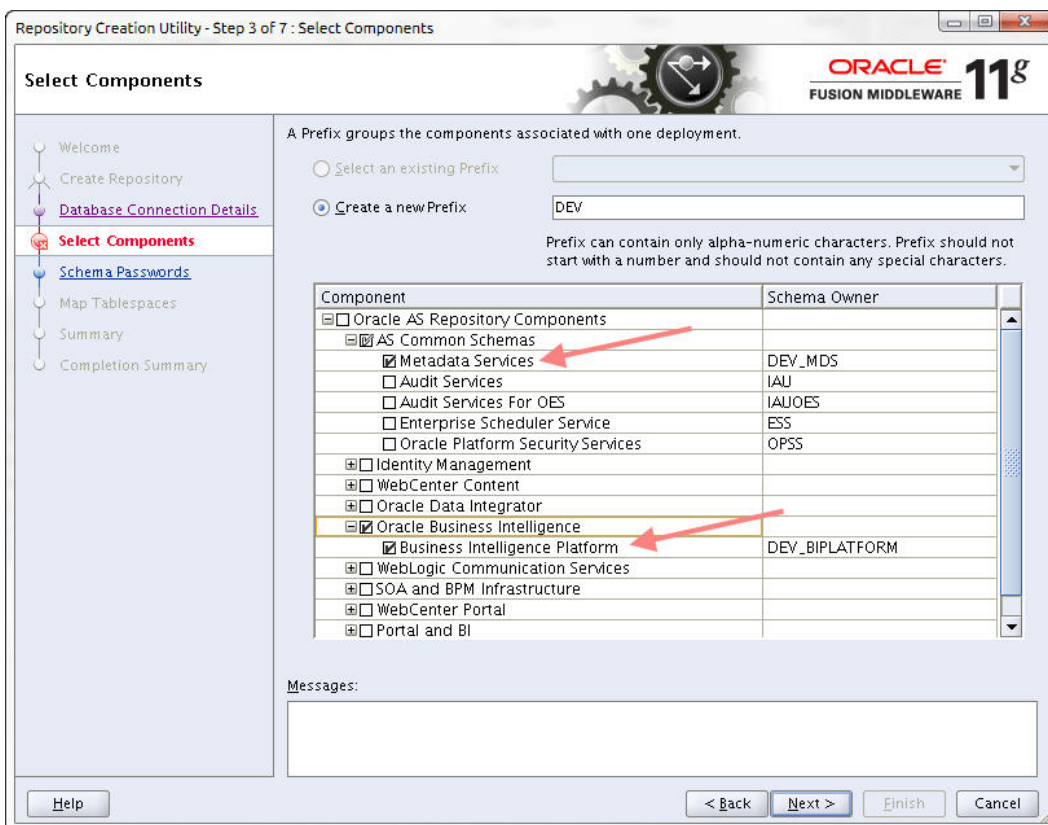 Repository Creation Utility - Step 3 of 7 : Select Components
Select Components
ORACLE
FUSION MIDDLEWARE
11g
Welcome
Create Repository
Database Connection Details
Select Components
Schema Passwords
Map Tablespaces
Summary
Completion Summary
A Prefix groups the components associated with one deployment.
Select an existing Prefix
Create a new Prefix DEV
Prefix can contain only alpha-numeric characters. Prefix should not
start with a number and should not contain any special characters.
Component Schema Owner
Oracle AS Repository Components
AS Common Schemas
Metadata Services DEV_MDS
Audit Services IAU
Audit Services For OES IAUOES
Enterprise Scheduler Service ESS
Oracle Platform Security Services OPSS
Identity Management
WebCenter Content
Oracle Data Integrator
Oracle Business Intelligence
Business Intelligence Platform DEV_BIPLATFORM
WebLogic Communication Services
SOA and BPM Infrastructure
WebCenter Portal
Portal and BI
Messages:
Help < Back Next > Finish Cancel